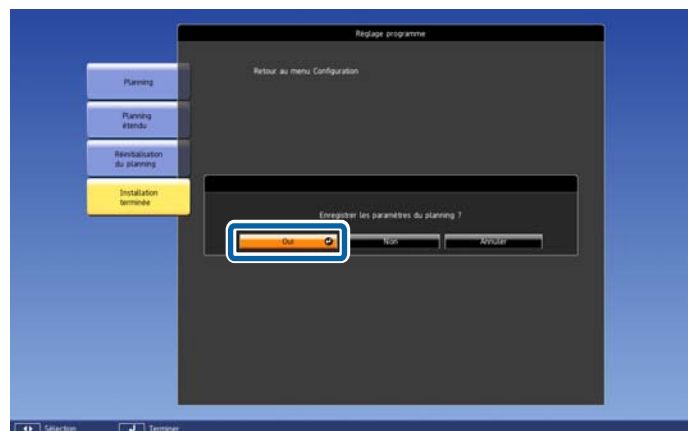 Réglage programme
Retour au menu Configuration
Planning
Planning
étendu
Réinitialisation
du planning
Installation
terminée
Enregistrer les paramètres du planning ?
Oui Non Annuler
Sélection Terminer